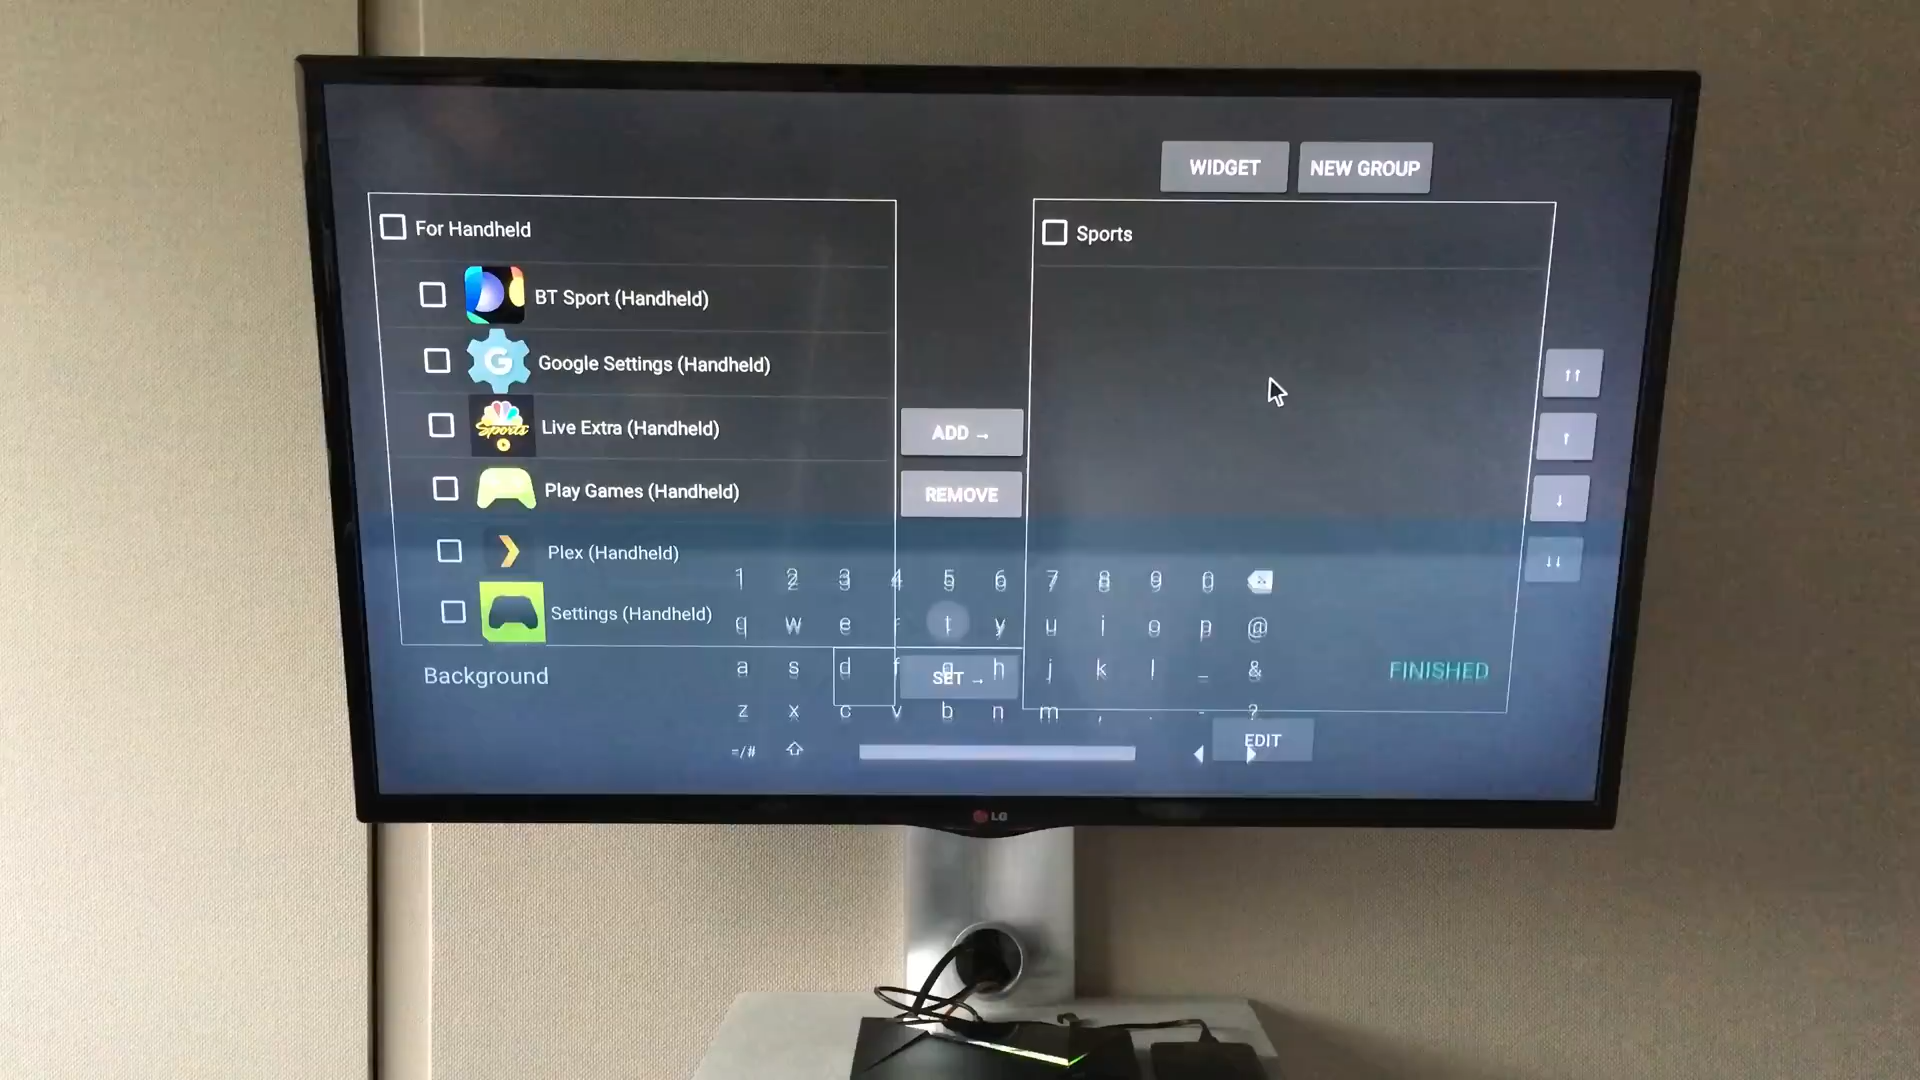 WIDGET NEW GROUP
For Handheld
Sports
BT Sport (Handheld)
Google Settings (Handheld)
Sports
Live Extra (Handheld)
ADD →
Play Games (Handheld)
REMOVE
Plex (Handheld)
Settings (Handheld)
1 2 3 4 5 6 7 8 9 0
q w e r t y u i o p @
a s d f g h j k l _ &
z x c v b n m , . - ?
=/#
Background
SET →
FINISHED
EDIT
LG